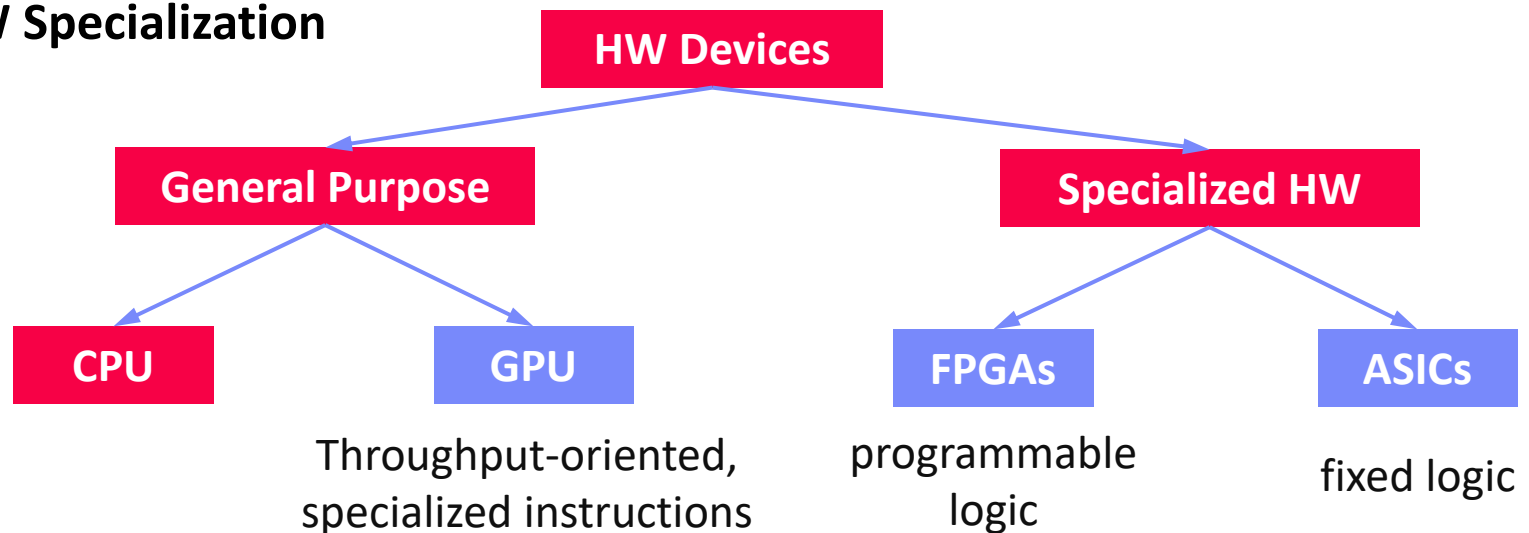 Specialization
HW Devices
General Purpose
Specialized HW
CPU
GPU
FPGAs
ASICs
Throughput-oriented,
specialized instructions
programmable
logic
fixed logic